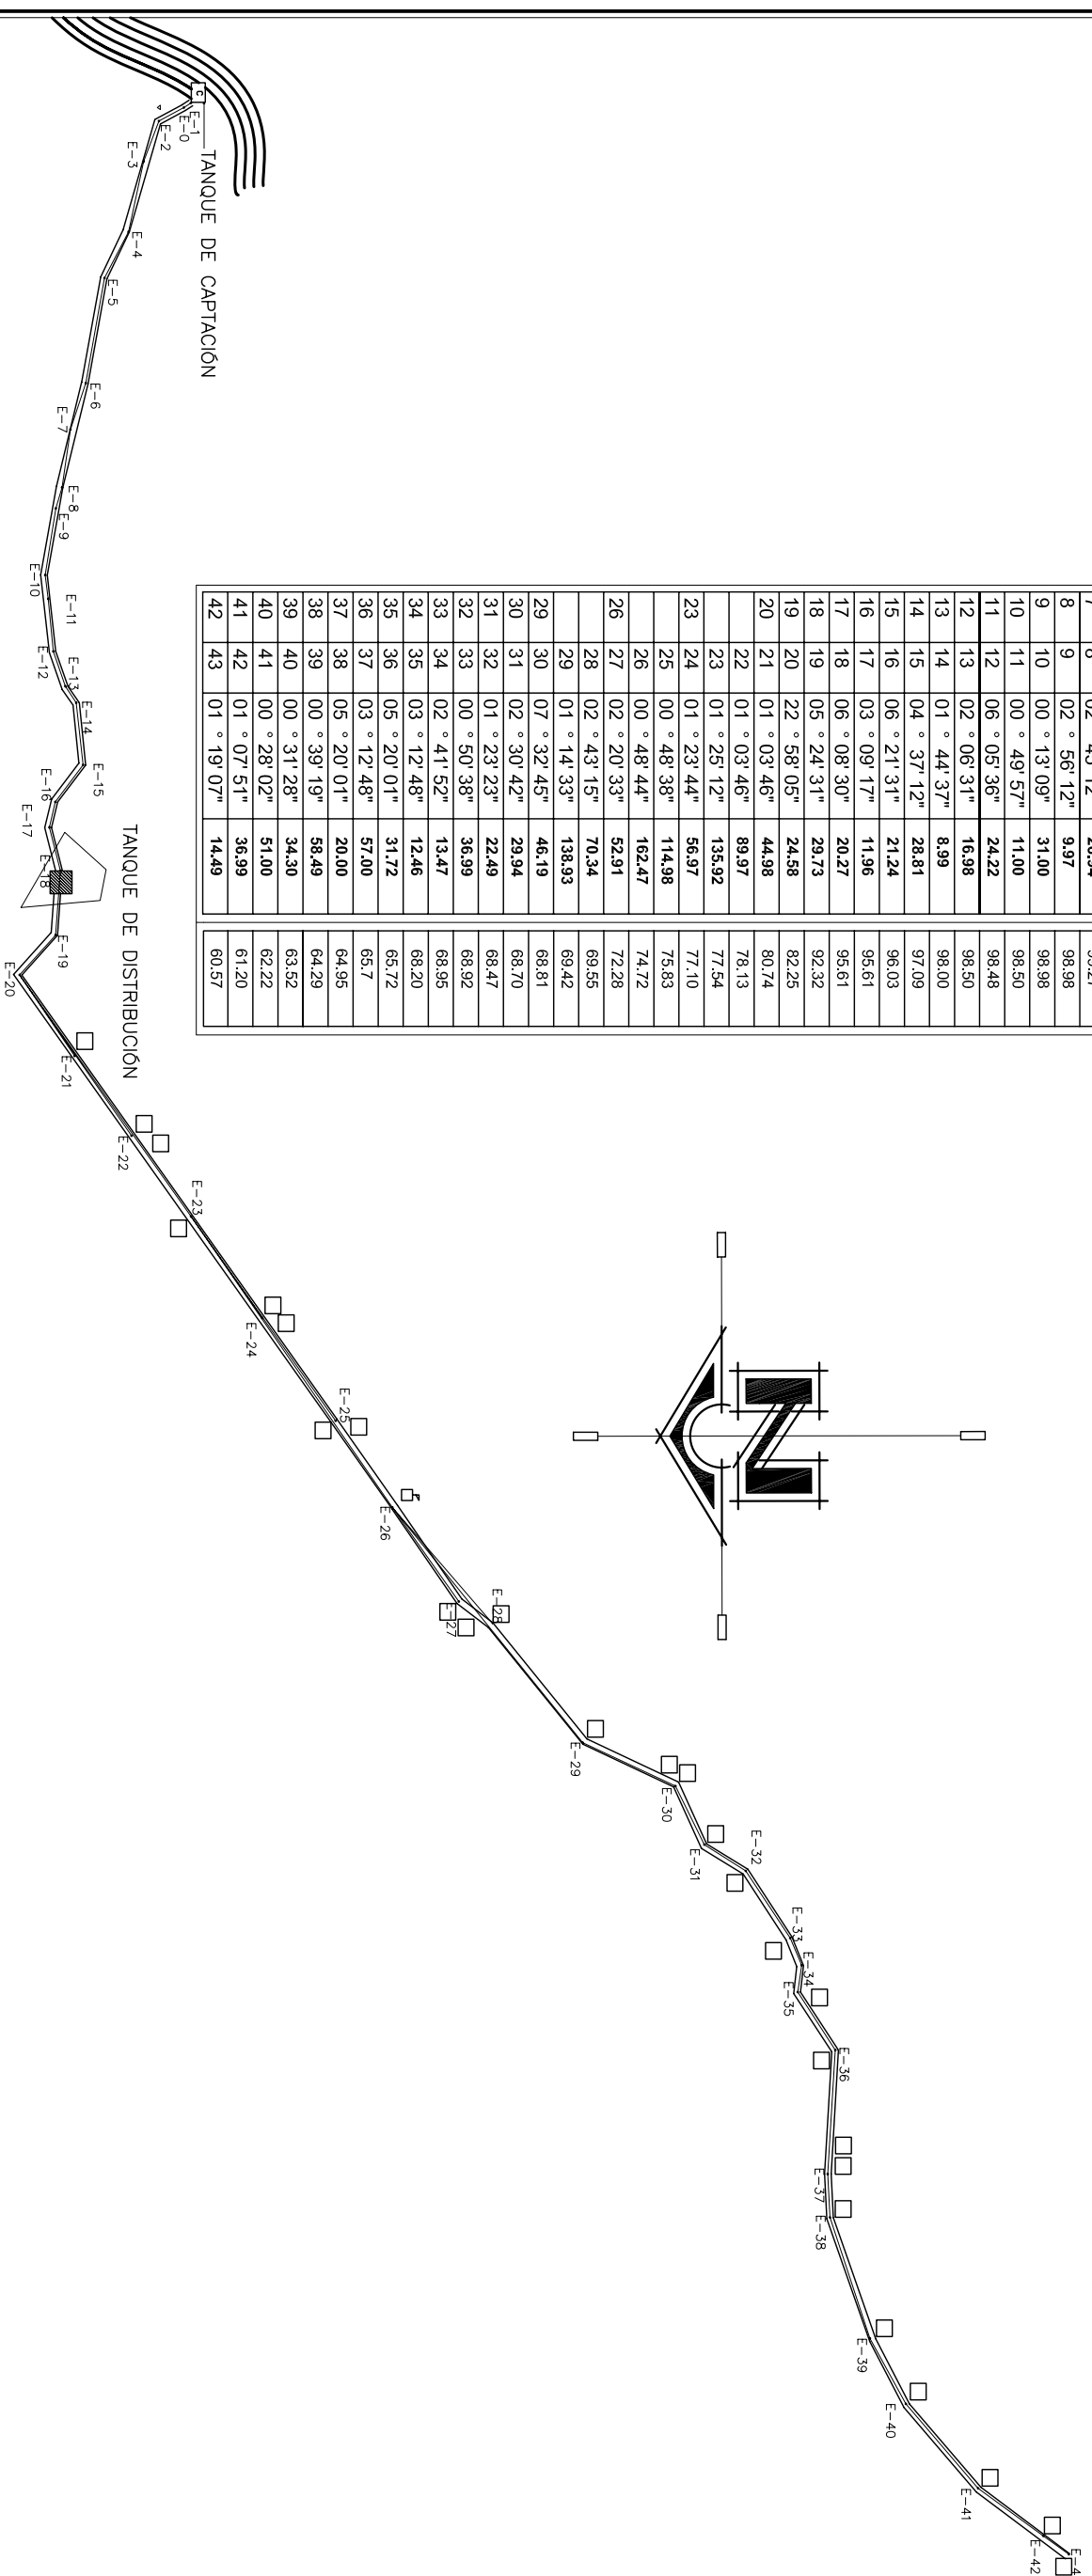 8 9 02 ° 56' 12" 9.97 98.98
9 10 00 ° 13' 09" 31.00 98.98
10 11 00 ° 49' 57" 11.00 98.50
11 12 06 ° 05' 36" 24.22 98.48
12 13 02 ° 06' 31" 16.98 98.50
13 14 01 ° 44' 37" 8.99 98.00
14 15 04 ° 37' 12" 28.81 97.09
15 16 06 ° 21' 31" 21.24 96.03
16 17 03 ° 09' 17" 11.96 95.61
17 18 06 ° 08' 30" 20.27 95.61
18 19 05 ° 24' 31" 29.73 92.32
19 20 22 ° 58' 05" 24.58 82.25
20 21 01 ° 03' 46" 44.98 80.74
22 01 ° 03' 46" 89.97 78.13
23 01 ° 25' 12" 135.92 77.54
23 24 01 ° 23' 44" 56.97 77.10
25 00 ° 48' 38" 114.98 75.83
26 00 ° 48' 44" 162.47 74.72
26 27 02 ° 20' 33" 52.91 72.28
28 02 ° 43' 15" 70.34 69.55
29 01 ° 14' 33" 138.93 69.42
29 30 07 ° 32' 45" 46.19 68.81
30 31 02 ° 30' 42" 29.94 68.70
31 32 01 ° 23' 23" 22.49 68.47
32 33 00 ° 50' 38" 36.99 68.92
33 34 02 ° 41' 52" 13.47 68.95
34 35 03 ° 12' 48" 12.46 68.20
35 36 05 ° 20' 01" 31.72 65.72
36 37 03 ° 12' 48" 57.00 65.7
37 38 05 ° 20' 01" 20.00 64.95
38 39 00 ° 39' 19" 58.49 64.29
39 40 00 ° 31' 28" 34.30 63.52
40 41 00 ° 28' 02" 51.00 62.22
41 42 01 ° 07' 51" 36.99 61.20
42 43 01 ° 19' 07" 14.49 60.57
C
TANQUE DE CAPTACIÓN
E-1
E-0
E-2
E-3
E-4
E-5
E-6
E-7
E-8
E-9
E-10
E-11
E-12
E-13
E-14
E-15
E-16
E-17
E-18
TANQUE DE DISTRIBUCIÓN
E-19
E-20
E-21
E-22
E-23
E-24
E-25
E-26
E-27
E-28
E-29
E-30
E-31
E-32
E-33
E-34
E-35
E-36
E-37
E-38
E-39
E-40
E-41
E-42
N